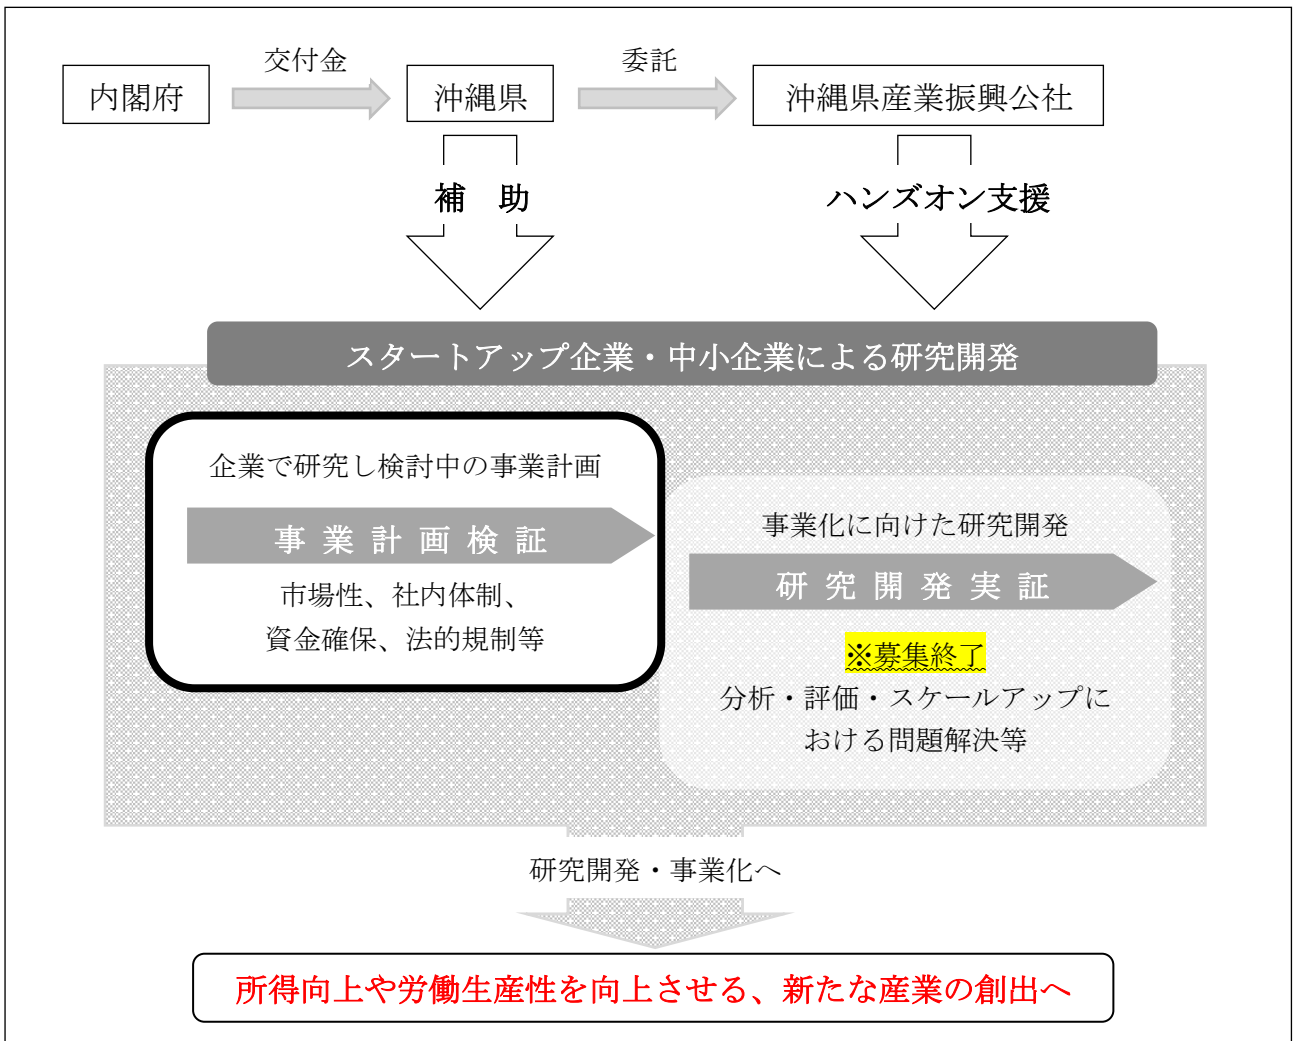 交付金
委託
内閣府
沖縄県
沖縄県産業振興公社
補 助
ハンズオン支援
スタートアップ企業・中小企業による研究開発
企業で研究し検討中の事業計画
事業計画検証
市場性、社内体制、
資金確保、法的規制等
事業化に向けた研究開発
研究開発実証
※募集終了
分析・評価・スケールアップに
おける問題解決等
研究開発・事業化へ
所得向上や労働生産性を向上させる、新たな産業の創出へ